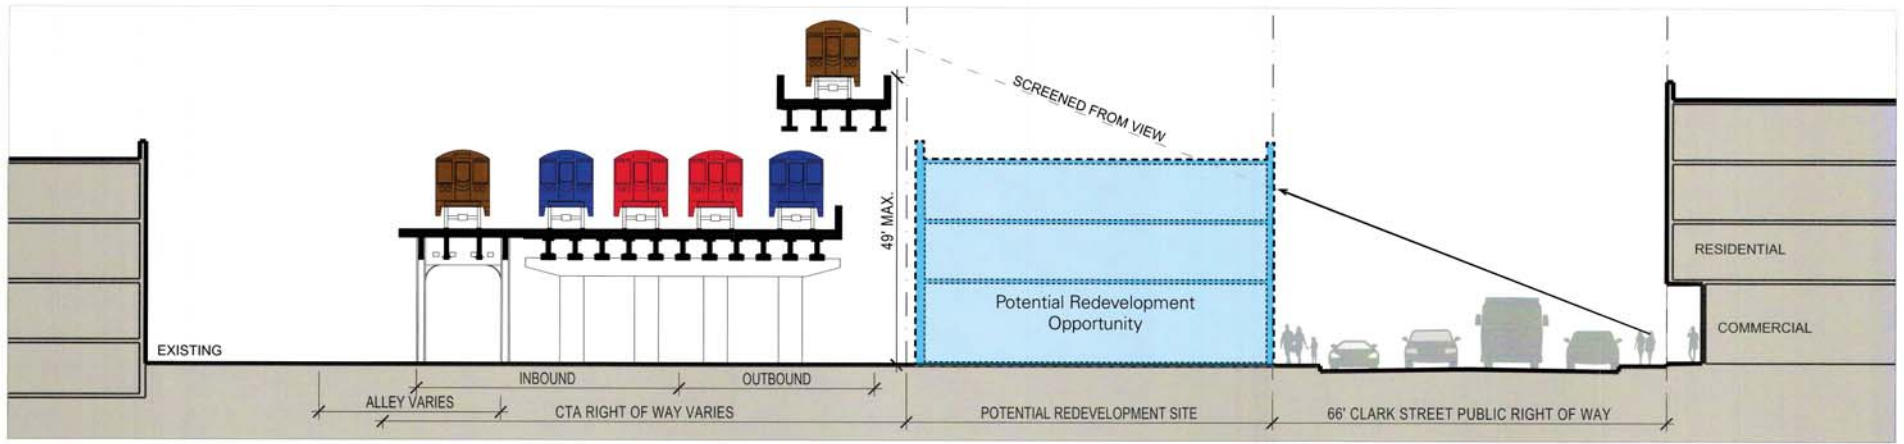 SCREENED FROM VIEW
49' MAX.
RESIDENTIAL
Potential Redevelopment
Opportunity
COMMERCIAL
EXISTING
INBOUND
OUTBOUND
ALLEY VARIES
CTA RIGHT OF WAY VARIES
POTENTIAL REDEVELOPMENT SITE
66' CLARK STREET PUBLIC RIGHT OF WAY